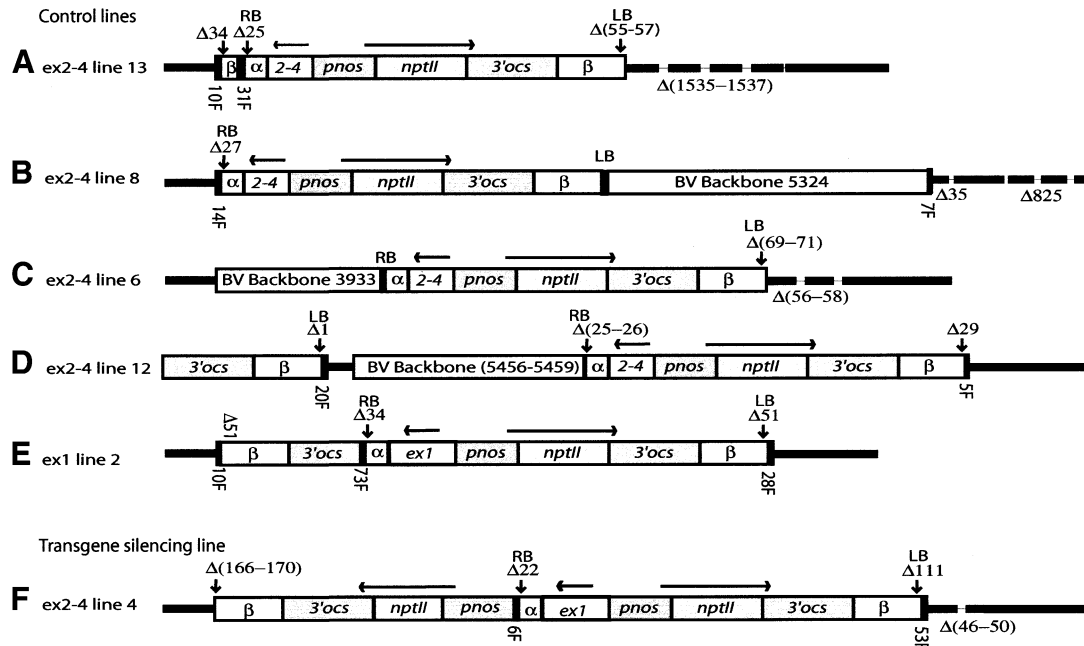 Control lines
Δ34
RB
Δ25
LB
Δ(55–57)
A ex2-4 line 13
β α 2-4 pnos nptII 3'ocs β
10F
31F
Δ(1535–1537)
RB
Δ27
LB
B ex2-4 line 8
α 2-4 pnos nptII 3'ocs β BV Backbone 5324
14F
7F
Δ35
Δ825
RB
LB
Δ(69–71)
C ex2-4 line 6
BV Backbone 3933 α 2-4 pnos nptII 3'ocs β
Δ(56–58)
LB
Δ1
RB
Δ(25–26)
Δ29
D ex2-4 line 12
3'ocs β BV Backbone (5456-5459) α 2-4 pnos nptII 3'ocs β
20F
5F
Δ51
RB
Δ34
LB
Δ51
E ex1 line 2
β 3'ocs α ex1 pnos nptII 3'ocs β
10F
73F
28F
Transgene silencing line
Δ(166–170)
RB
Δ22
LB
Δ111
F ex2-4 line 4
β 3'ocs nptII pnos α ex1 pnos nptII 3'ocs β
6F
53F
Δ(46–50)